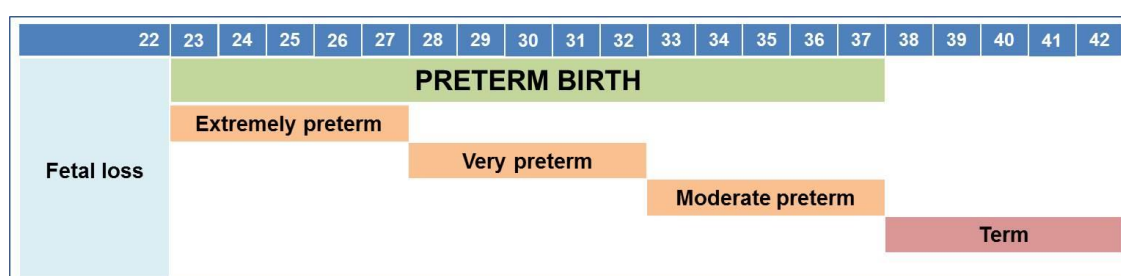 22 23 24 25 26 27 28 29 30 31 32 33 34 35 36 37 38 39 40 41 42
PRETERM BIRTH
Extremely preterm
Very preterm
Fetal loss
Moderate preterm
Term